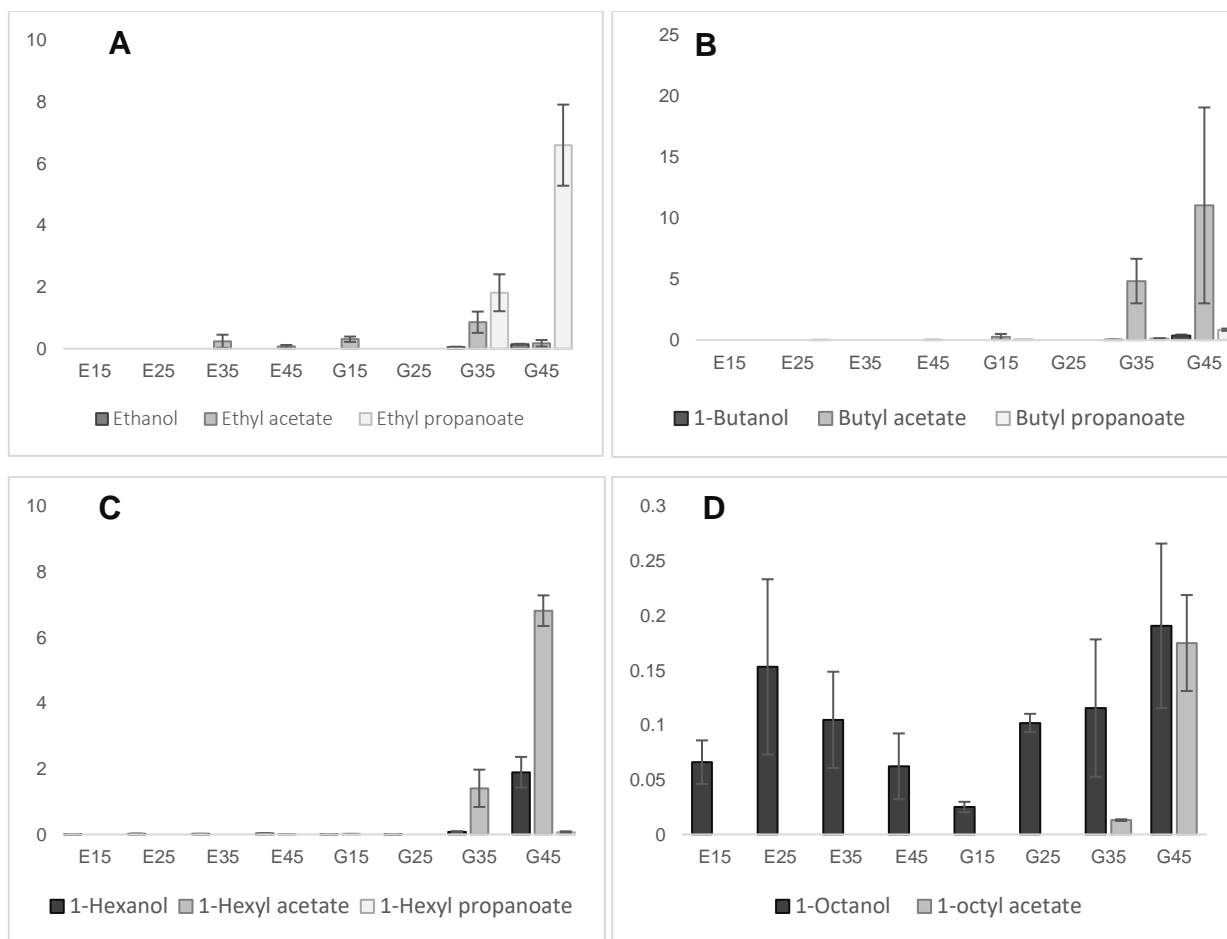 A
10
8
6
4
2
0
E15 E25 E35 E45 G15 G25 G35 G45
Ethanol Ethyl acetate Ethyl propanoate
B
25
20
15
10
5
0
E15 E25 E35 E45 G15 G25 G35 G45
1-Butanol Butyl acetate Butyl propanoate
C
10
8
6
4
2
0
E15 E25 E35 E45 G15 G25 G35 G45
1-Hexanol 1-Hexyl acetate 1-Hexyl propanoate
D
0.3
0.25
0.2
0.15
0.1
0.05
0
E15 E25 E35 E45 G15 G25 G35 G45
1-Octanol 1-octyl acetate